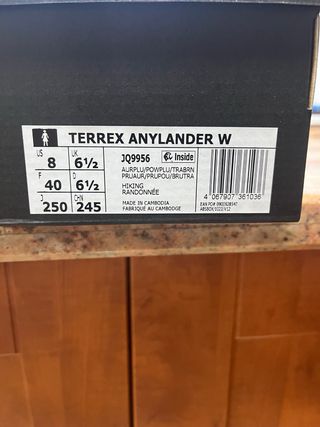 TERREX ANYLANDER W
US 8 UK 6½
F 40 D 6½
J 250 CHN 245
JQ9956 Inside
AURPLU/POWPLU/TRABRN
PRUAUR/PRUPOU/BRUTRA
HIKING
RANDONNÉE
MADE IN CAMBODIA
FABRIQUÉ AU CAMBODGE
4 067907 361036